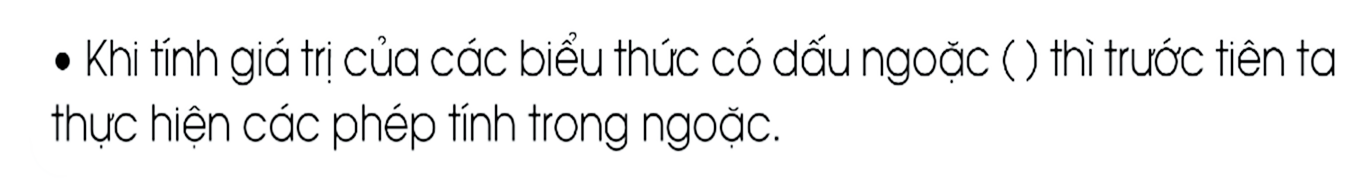 • Khi tính giá trị của các biểu thức có dấu ngoặc ( ) thì trước tiên ta
thực hiện các phép tính trong ngoặc.